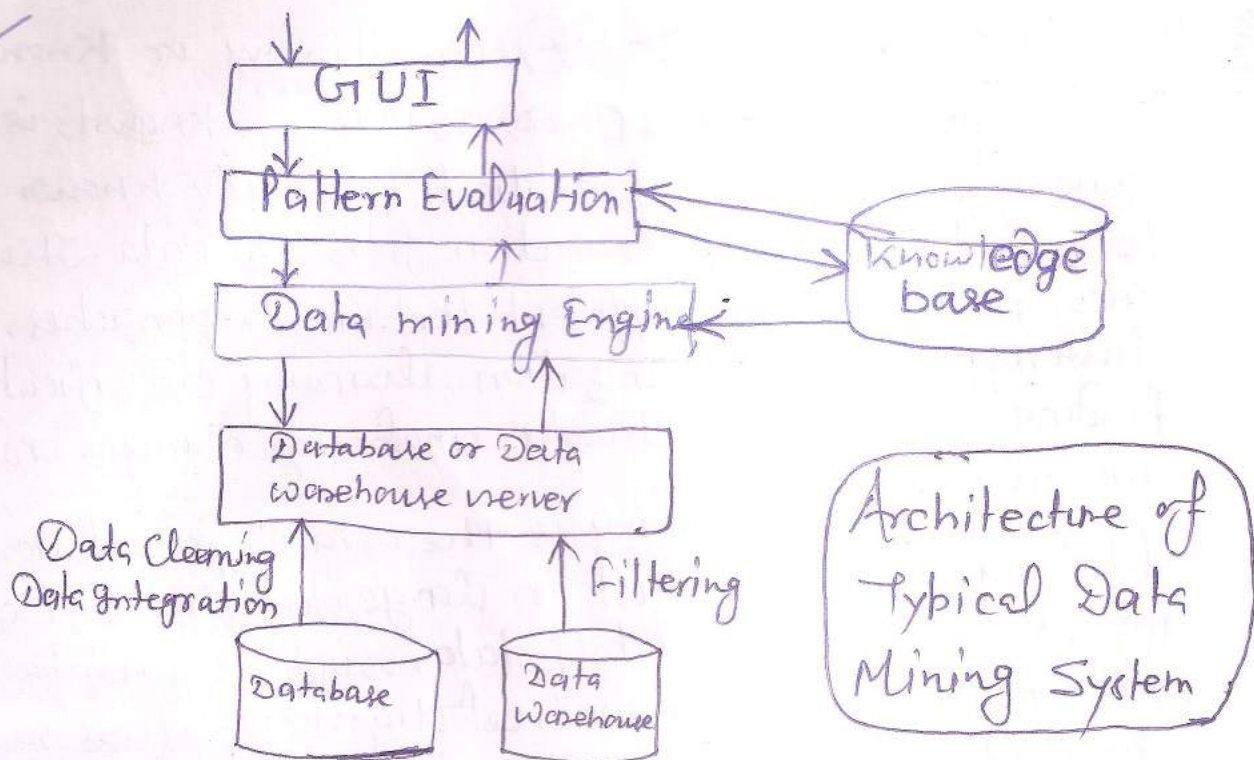 GUI
Pattern Evaluation
Data mining Engine
Knowledge
base
Database or Data
Warehouse server
Data Cleaning
Data Integration
Filtering
Database
Data
Warehouse
Architecture of
Typical Data
Mining System